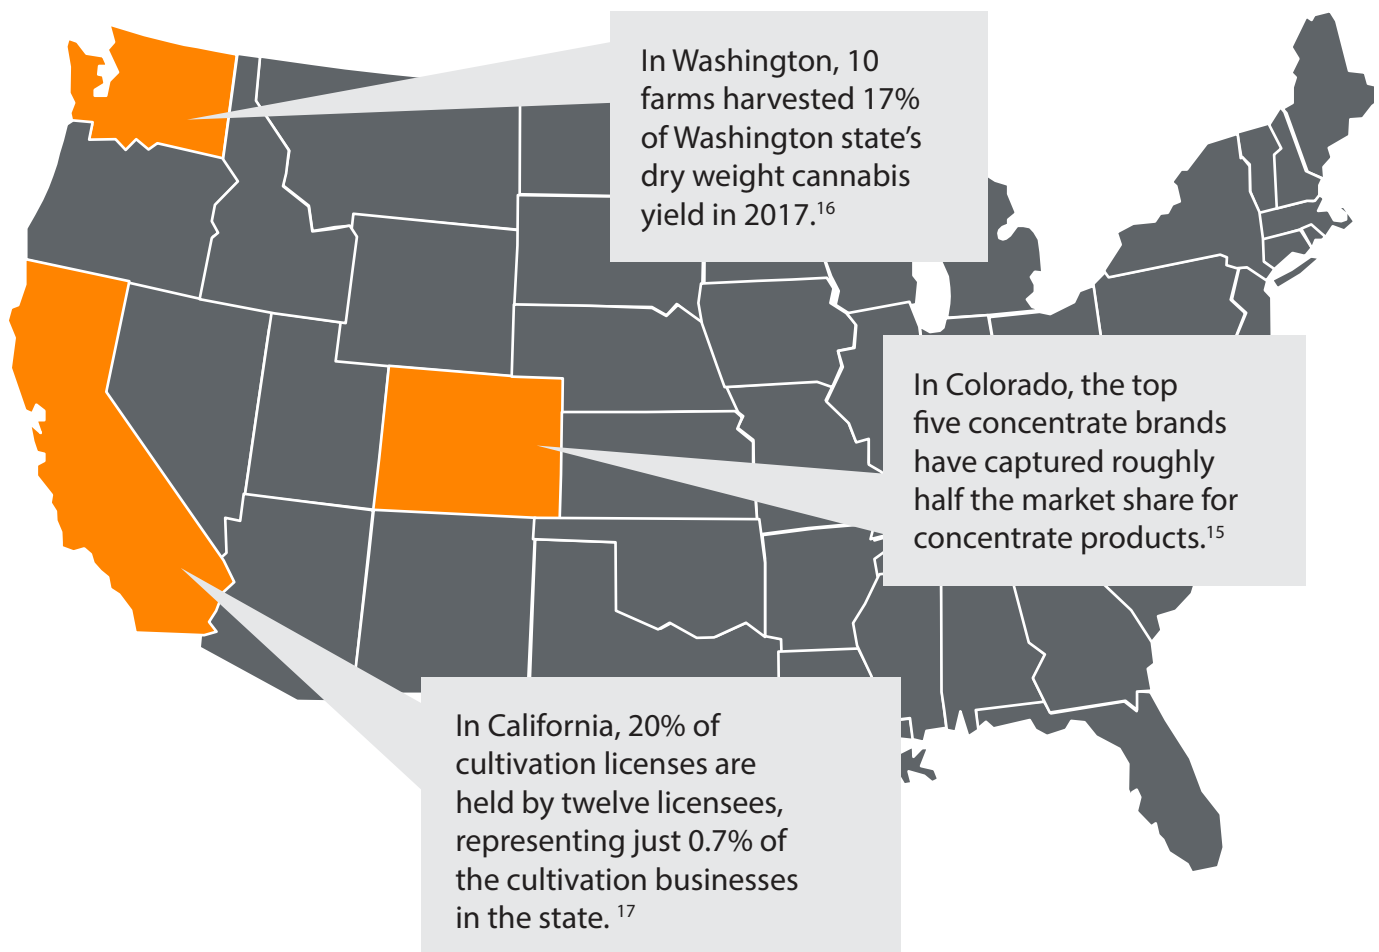 In Washington, 10
farms harvested 17%
of Washington state’s
dry weight cannabis
yield in 2017.16
In Colorado, the top
five concentrate brands
have captured roughly
half the market share for
concentrate products.15
In California, 20% of
cultivation licenses are
held by twelve licensees,
representing just 0.7% of
the cultivation businesses
in the state. 17